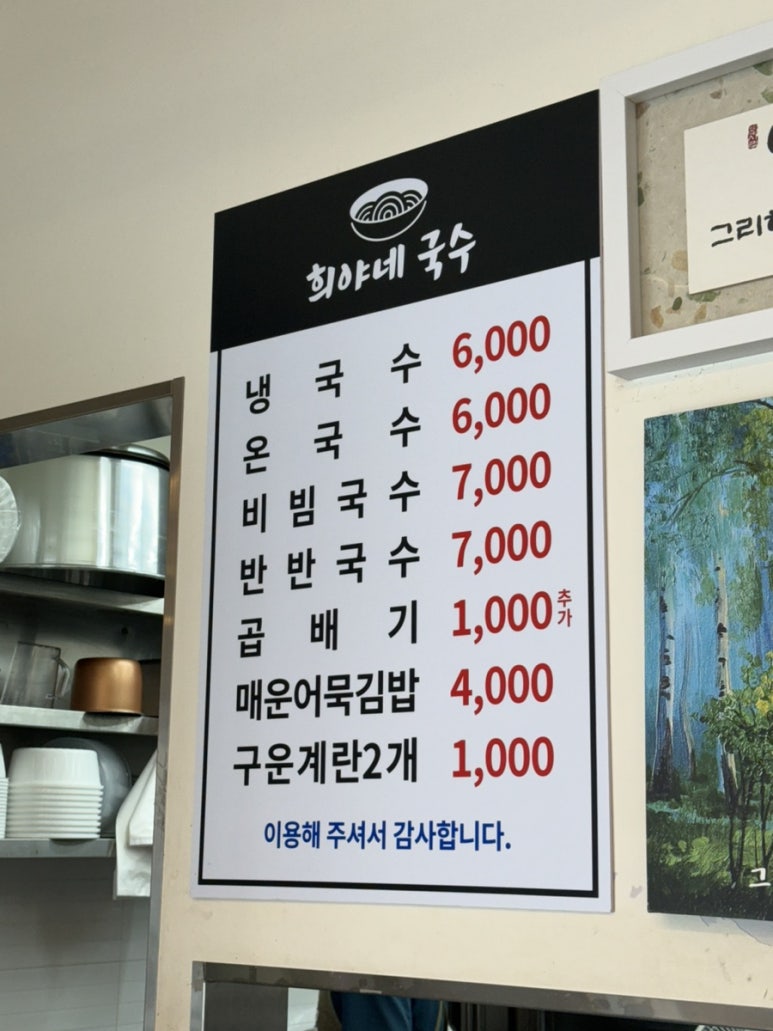 희야네 국수
냉국수 6,000
온국수 6,000
비빔국수 7,000
반반국수 7,000
곱배기 1,000 추가
매운어묵김밥 4,000
구운계란2개 1,000
이용해 주셔서 감사합니다.
그리
그